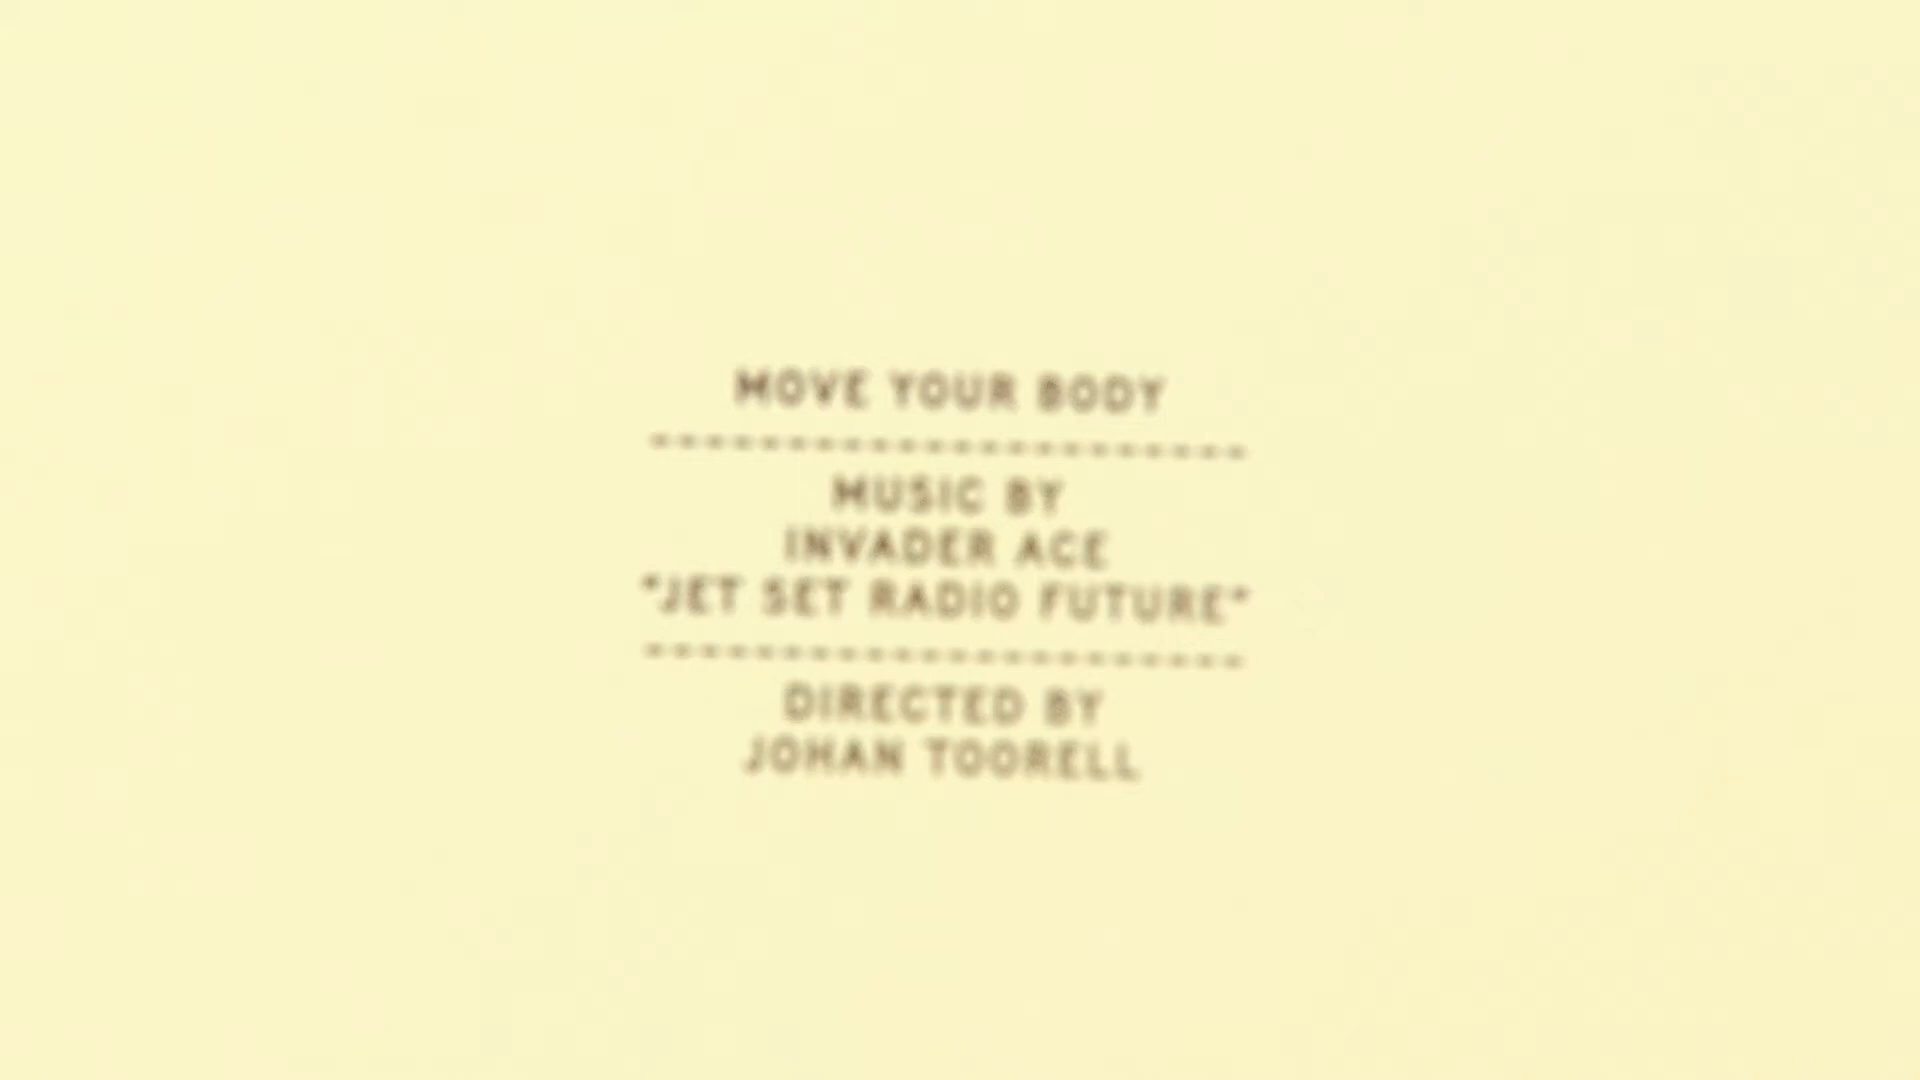 MOVE YOUR BODY
-----------------------
MUSIC BY
INVADER ACE
"JET SET RADIO FUTURE"
-----------------------
DIRECTED BY
JOHAN TOORELL